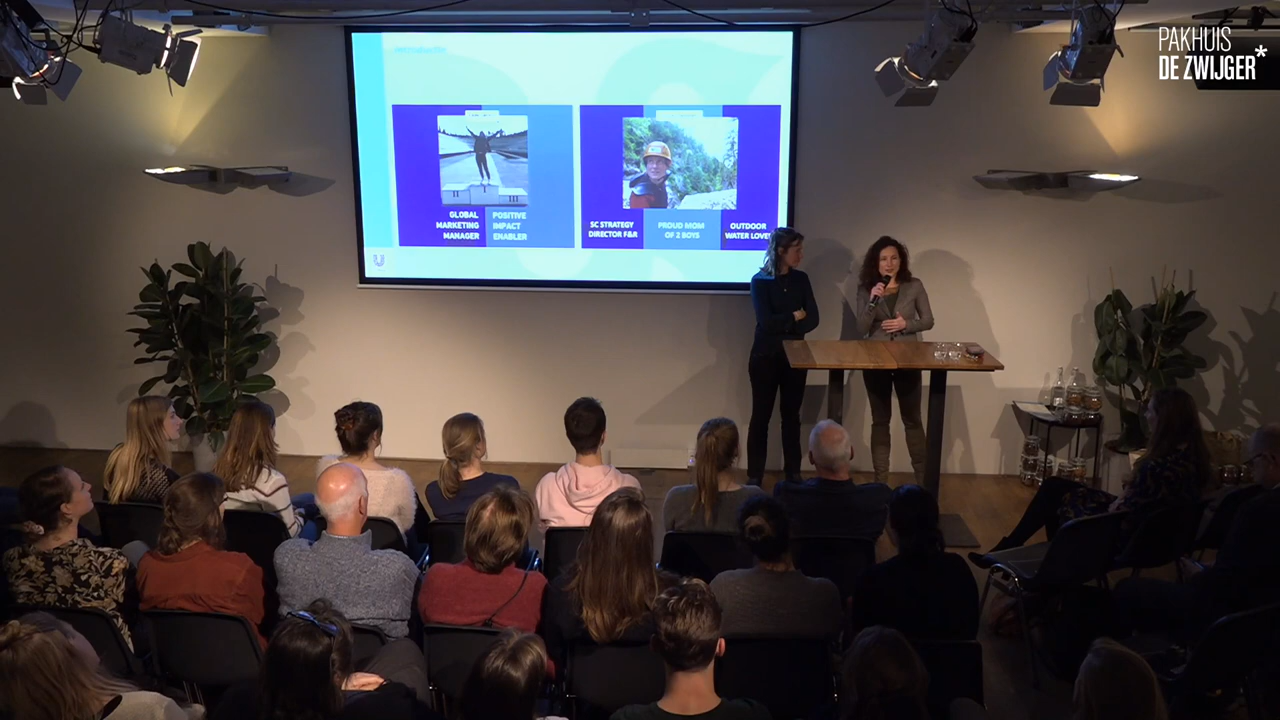 PAKHUIS
DE ZWIJGER*
GLOBAL
MARKETING
MANAGER
POSITIVE
IMPACT
ENABLER
SC STRATEGY
DIRECTOR F&R
PROUD MOM
OF 2 BOYS
OUTDOOR
WATER LOVE